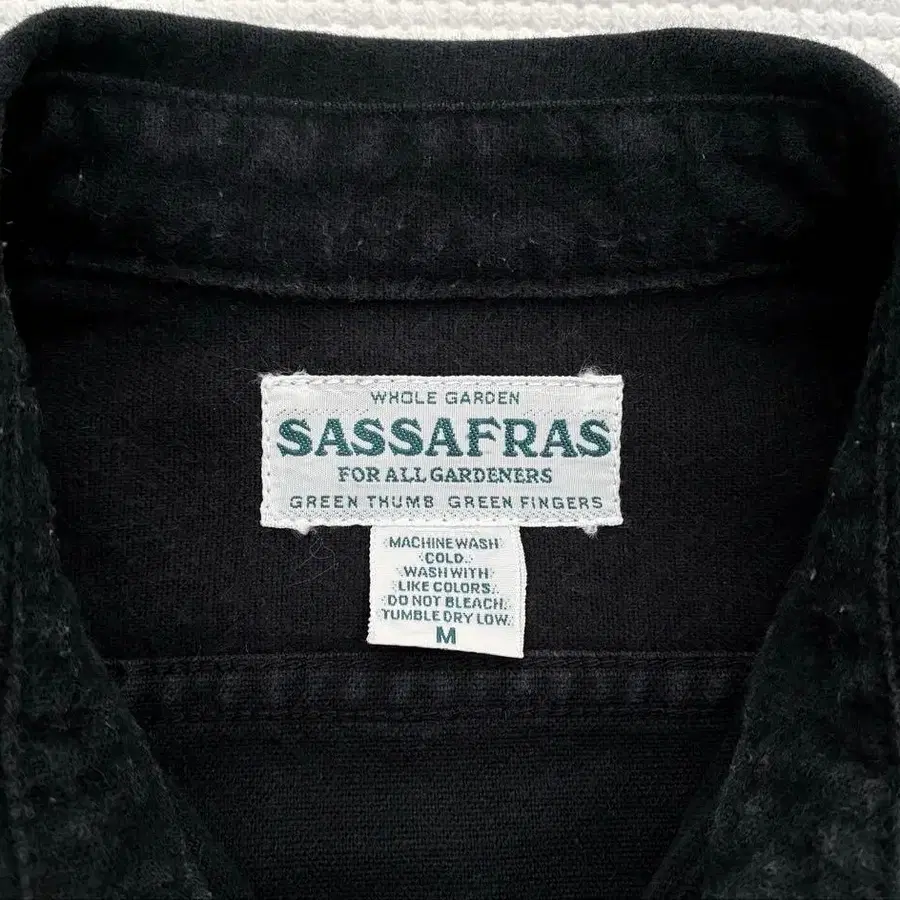 WHOLE GARDEN
SASSAFRAS
FOR ALL GARDENERS
GREEN THUMB GREEN FINGERS
MACHINE WASH
COLD.
WASH WITH
LIKE COLORS.
DO NOT BLEACH.
TUMBLE DRY LOW.
M